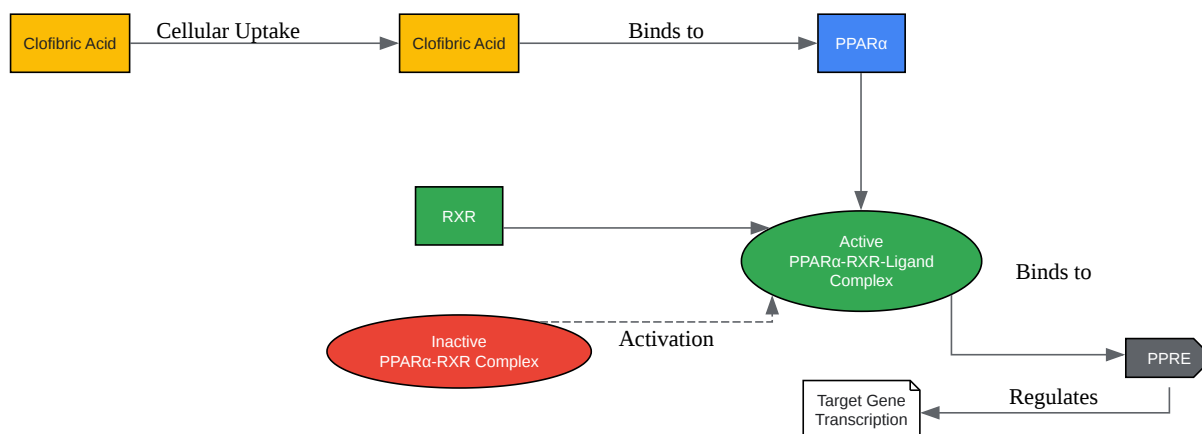 Clofibric Acid
Cellular Uptake
Clofibric Acid
Binds to
PPARα
RXR
Active
PPARα-RXR-Ligand
Complex
Binds to
Inactive
PPARα-RXR Complex
Activation
PPRE
Target Gene
Transcription
Regulates